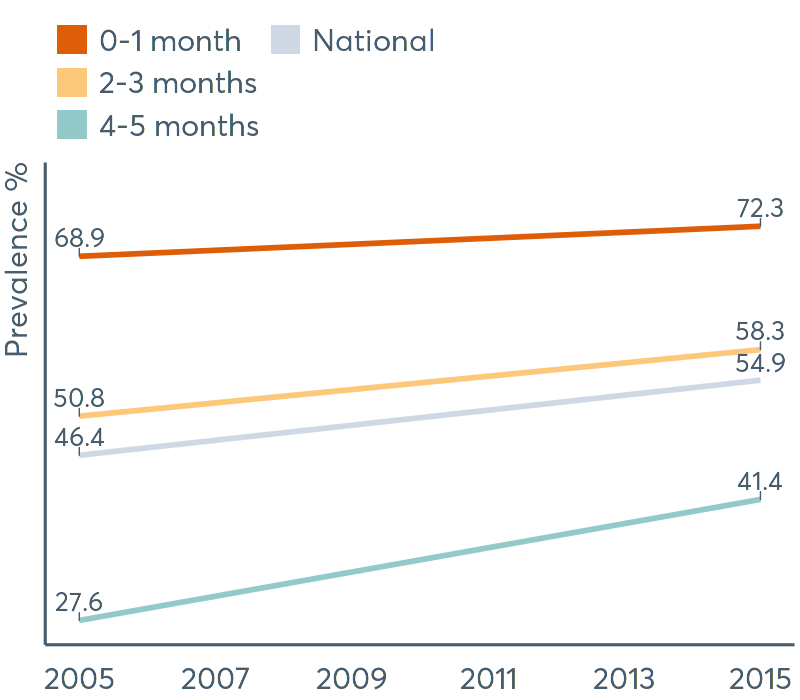 0-1 month
National
2-3 months
4-5 months
Prevalence %
72.3
68.9
58.3
54.9
50.8
46.4
41.4
27.6
2005 2007 2009 2011 2013 2015